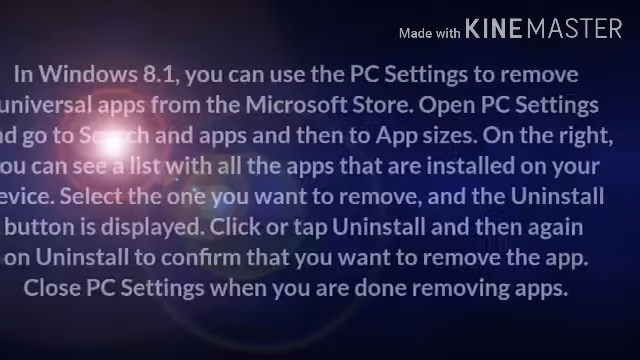 Made with KINEMASTER
In Windows 8.1, you can use the PC Settings to remove
universal apps from the Microsoft Store. Open PC Settings
nd go to Search and apps and then to App sizes. On the right,
ou can see a list with all the apps that are installed on your
evice. Select the one you want to remove, and the Uninstall
button is displayed. Click or tap Uninstall and then again
on Uninstall to confirm that you want to remove the app.
Close PC Settings when you are done removing apps.